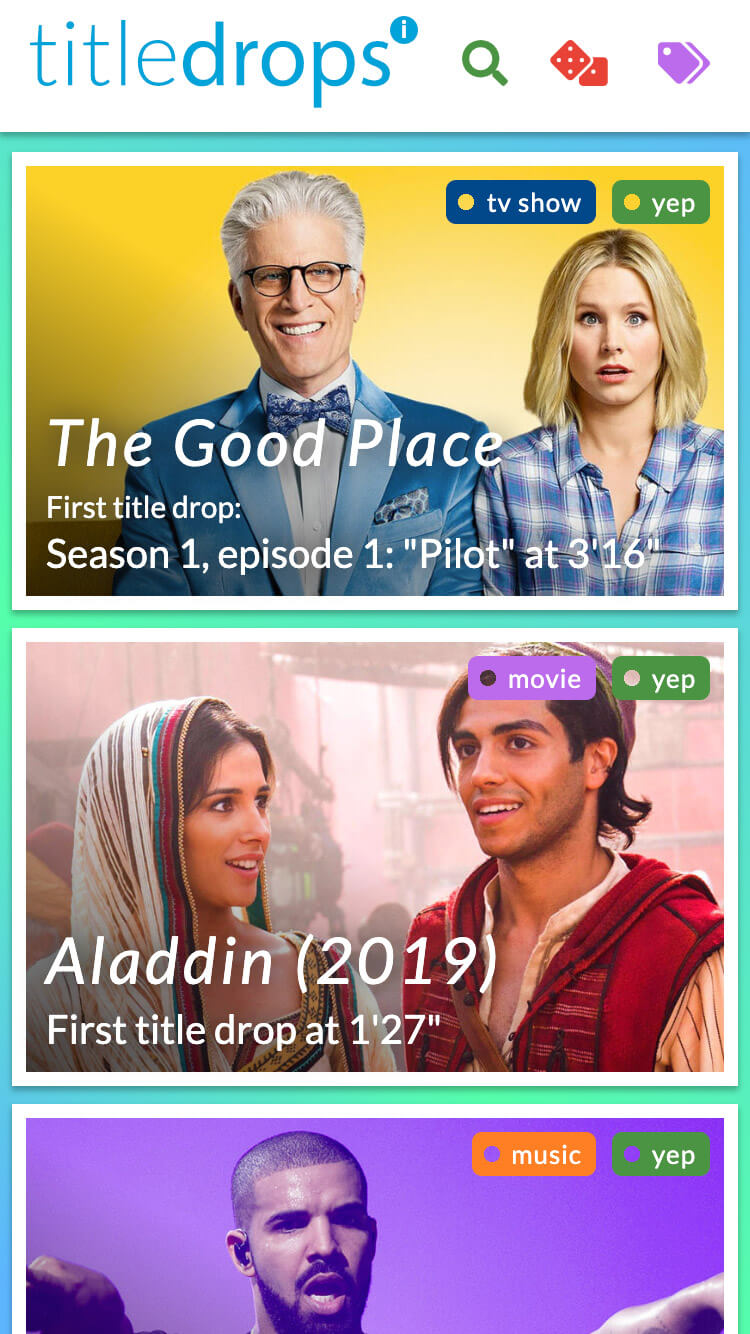 titledrops i
tv show yep
The Good Place
First title drop:
Season 1, episode 1: "Pilot" at 3'16"
movie yep
Aladdin (2019)
First title drop at 1'27"
music yep